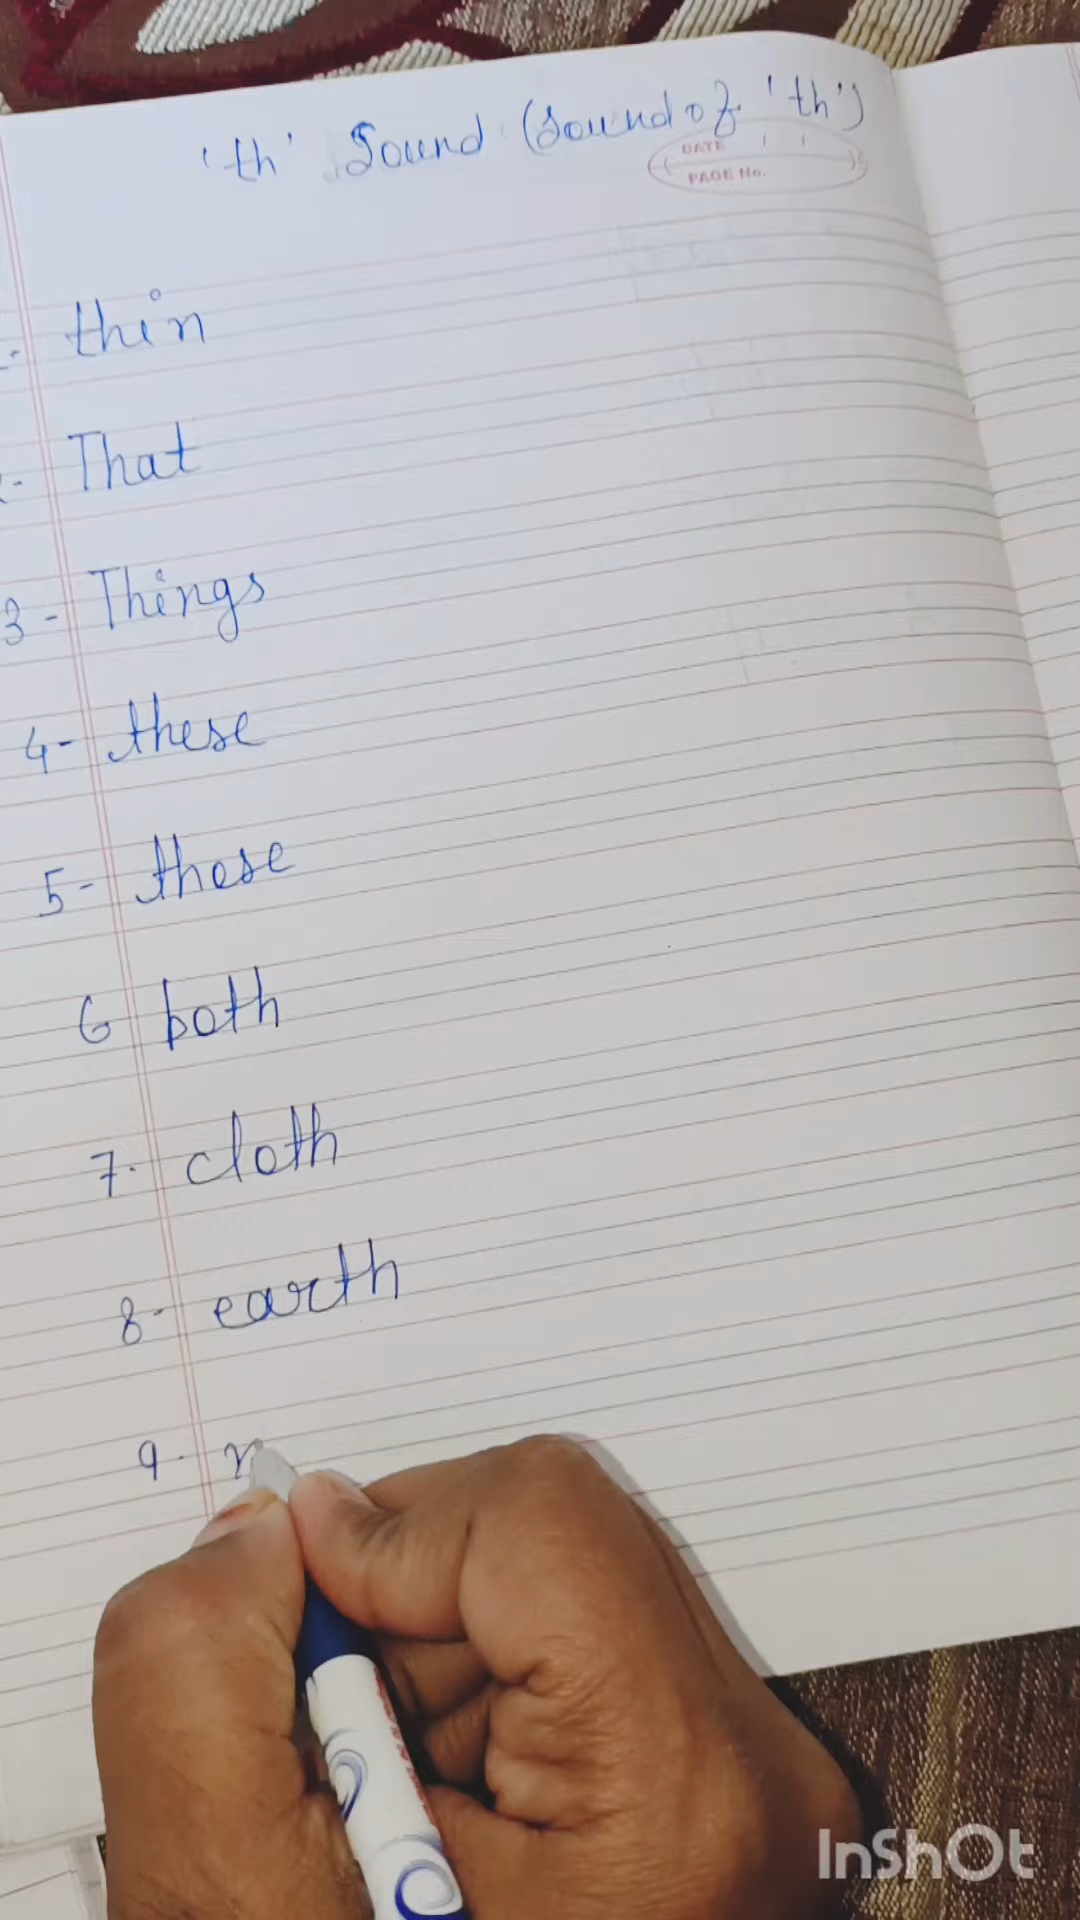 'th' Sound (Sound of 'th')
DATE
PAGE No.
thin
That
3- Things
4- these
5- these
6 both
7. cloth
8- earth
9-
InShOt